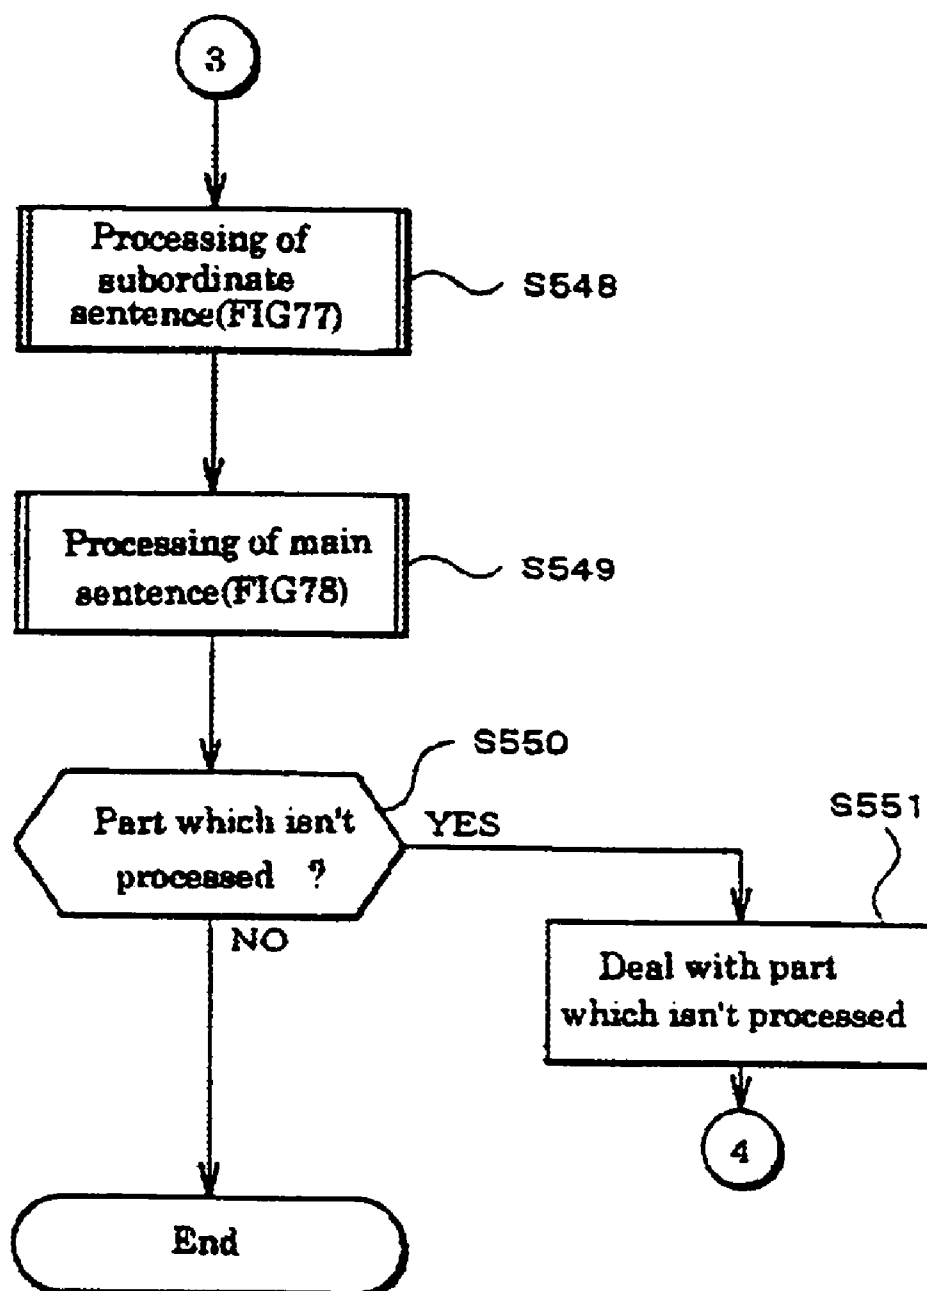 3
Processing of
subordinate
sentence(FIG77)
S548
Processing of main
sentence(FIG78)
S549
S550
Part which isn't
processed ?
YES
NO
S551
Deal with part
which isn't processed
4
End